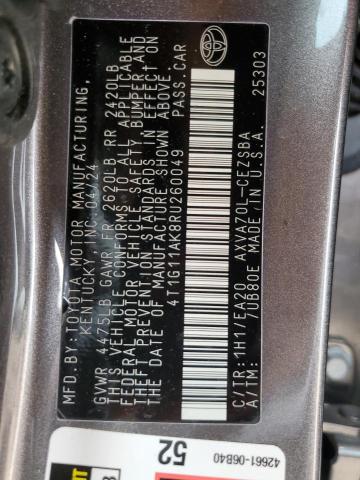 MFD.BY:TOYOTA MOTOR MANUFACTURING,
KENTUCKY, INC. 04/24
GVWR 4475LB GAWR FR 2620LB RR 2420LB
THIS VEHICLE CONFORMS TO ALL APPLICABLE
FEDERAL MOTOR VEHICLE SAFETY BUMPER, AND
THEFT PREVENTION STANDARDS IN EFFECT ON
THE DATE OF MANUFACTURE SHOWN ABOVE
4T1G11AK8RU260049 PASS.CAR
C/TR:1H1/EA20 AXVA70L-CEZSBA
A/TM: /UB80E MADE IN U.S.A. 25303
52
42661-06B40